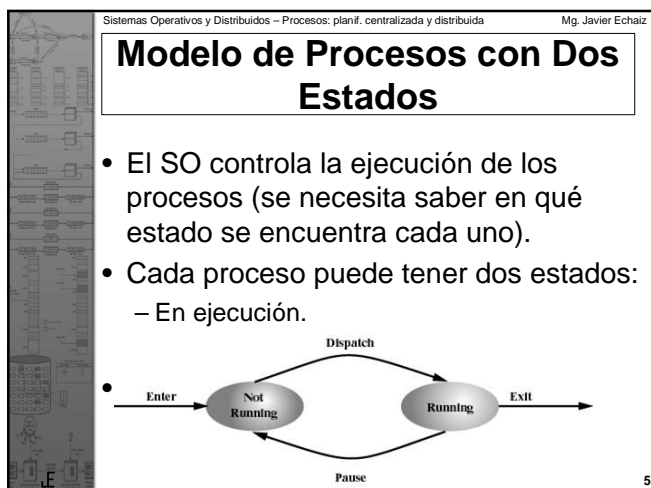 Sistemas Operativos y Distribuidos – Procesos: planif. centralizada y distribuida Mg. Javier Echaiz
Modelo de Procesos con Dos
Estados
• El SO controla la ejecución de los
procesos (se necesita saber en qué
estado se encuentra cada uno).
• Cada proceso puede tener dos estados:
– En ejecución.
•
Dispatch
Enter
Not
Running
Running
Exit
Pause
5